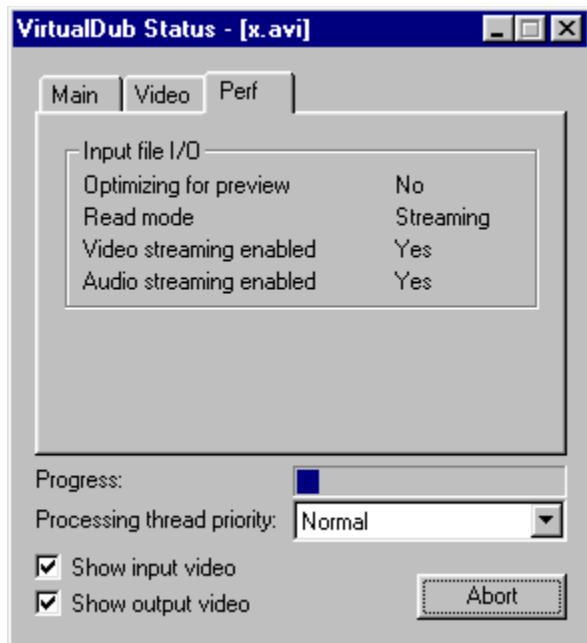 VirtualDub Status - [x.avi]
Main Video Perf
Input file I/O
Optimizing for preview No
Read mode Streaming
Video streaming enabled Yes
Audio streaming enabled Yes
Progress:
Processing thread priority: Normal
Show input video
Show output video
Abort